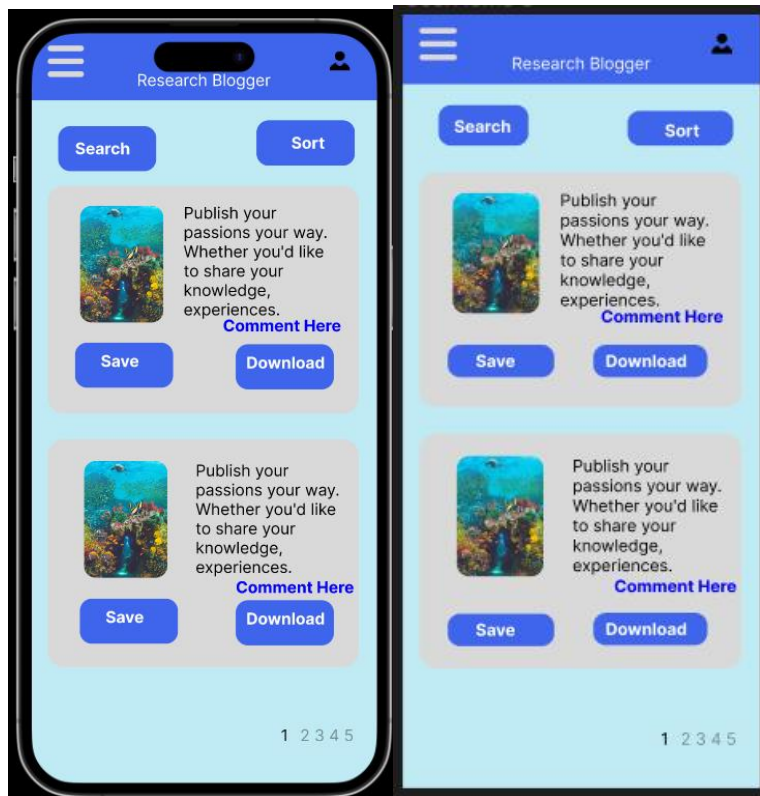 Research Blogger
Search
Sort
Publish your
passions your way.
Whether you'd like
to share your
knowledge,
experiences.
Comment Here
Save
Download
Publish your
passions your way.
Whether you'd like
to share your
knowledge,
experiences.
Comment Here
Save
Download
1 2 3 4 5
Research Blogger
Search
Sort
Publish your
passions your way.
Whether you'd like
to share your
knowledge,
experiences.
Comment Here
Save
Download
Publish your
passions your way.
Whether you'd like
to share your
knowledge,
experiences.
Comment Here
Save
Download
1 2 3 4 5